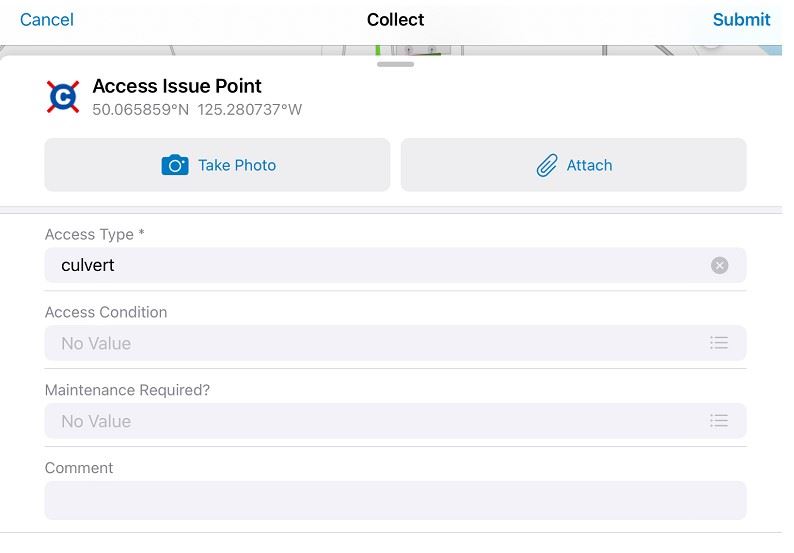 Cancel Collect Submit
C Access Issue Point
50.065859°N 125.280737°W
Take Photo Attach
Access Type *
culvert
Access Condition
No Value
Maintenance Required?
No Value
Comment